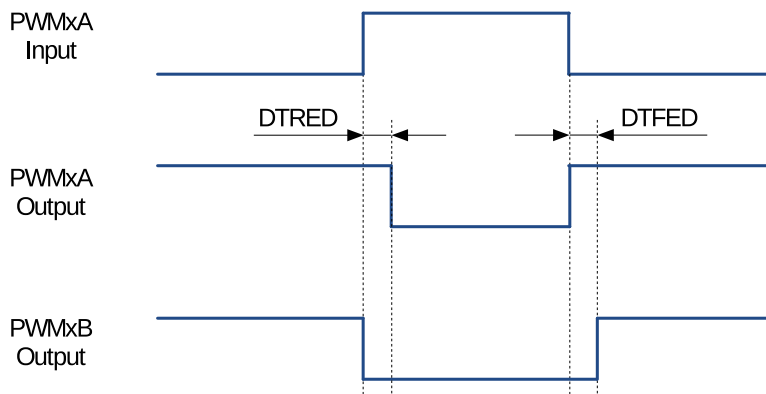 PWMxA
Input
DTRED
DTFED
PWMxA
Output
PWMxB
Output